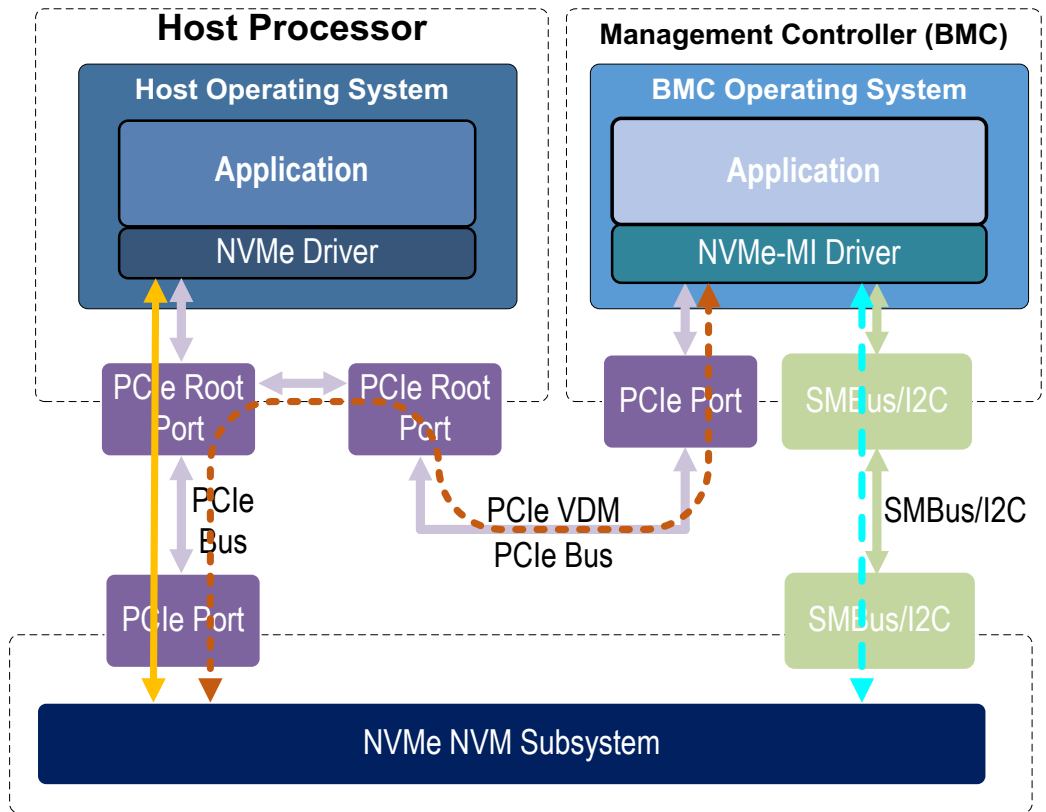 Host Processor
Host Operating System
Application
NVMe Driver
Management Controller (BMC)
BMC Operating System
Application
NVMe-MI Driver
PCIe Root
Port
PCIe Root
Port
PCIe Port
SMBus/I2C
PCIe
Bus
PCIe VDM
PCIe Bus
SMBus/I2C
PCIe Port
SMBus/I2C
NVMe NVM Subsystem